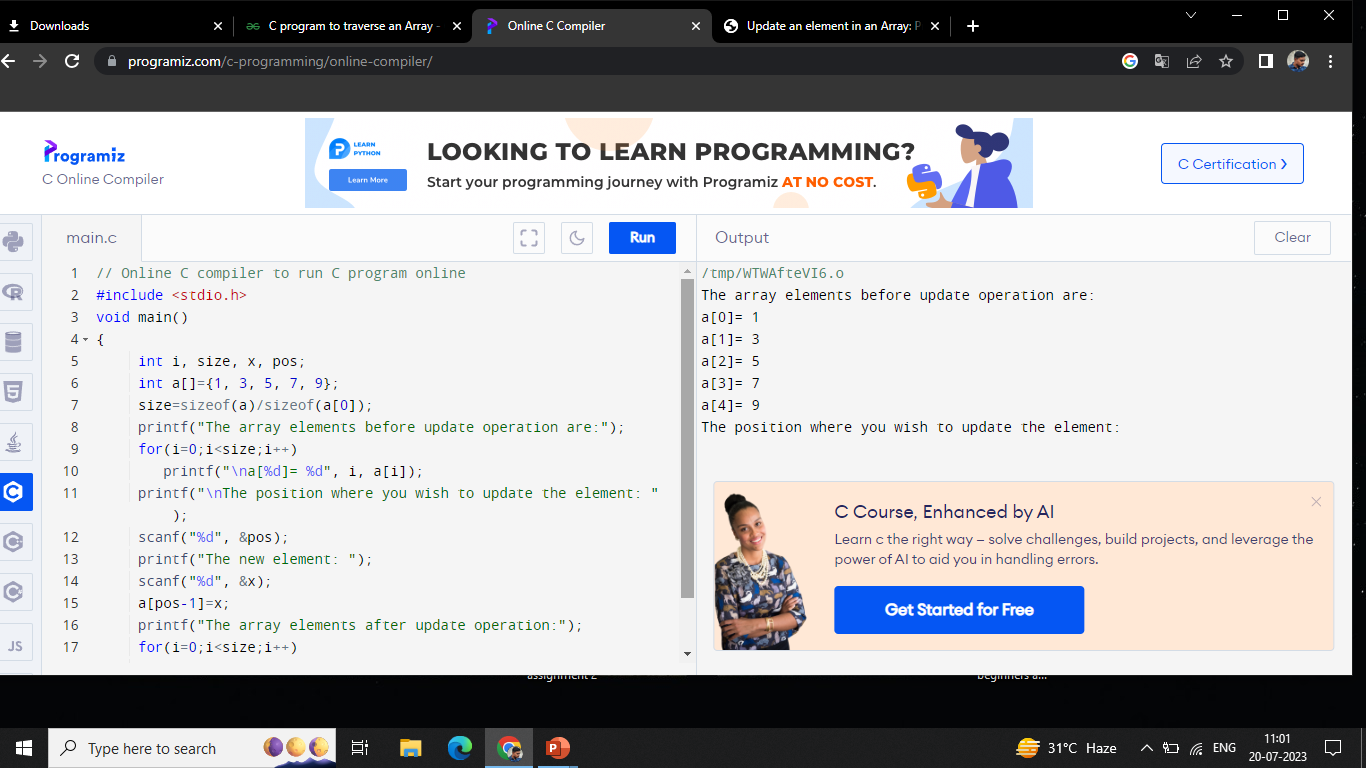 Downloads
C program to traverse an Array -
Online C Compiler
Update an element in an Array: P
programiz.com/c-programming/online-compiler/
Programiz
C Online Compiler
LEARN
PYTHON
Learn More
LOOKING TO LEARN PROGRAMMING?
Start your programming journey with Programiz AT NO COST.
C Certification
main.c
Run
Output
Clear
1 // Online C compiler to run C program online
2 #include <stdio.h>
3 void main()
4 {
5 int i, size, x, pos;
6 int a[]={1, 3, 5, 7, 9};
7 size=sizeof(a)/sizeof(a[0]);
8 printf("The array elements before update operation are:");
9 for(i=0;i<size;i++)
10 printf("\na[%d]= %d", i, a[i]);
11 printf("\nThe position where you wish to update the element: "
);
12 scanf("%d", &pos);
13 printf("The new element: ");
14 scanf("%d", &x);
15 a[pos-1]=x;
16 printf("The array elements after update operation:");
17 for(i=0;i<size;i++)
/tmp/WTWAfteVI6.o
The array elements before update operation are:
a[0]= 1
a[1]= 3
a[2]= 5
a[3]= 7
a[4]= 9
The position where you wish to update the element:
C Course, Enhanced by AI
Learn c the right way – solve challenges, build projects, and leverage the
power of AI to aid you in handling errors.
Get Started for Free
JS
assignment 2
beginners a...
Type here to search
31°C Haze
ENG
11:01
20-07-2023